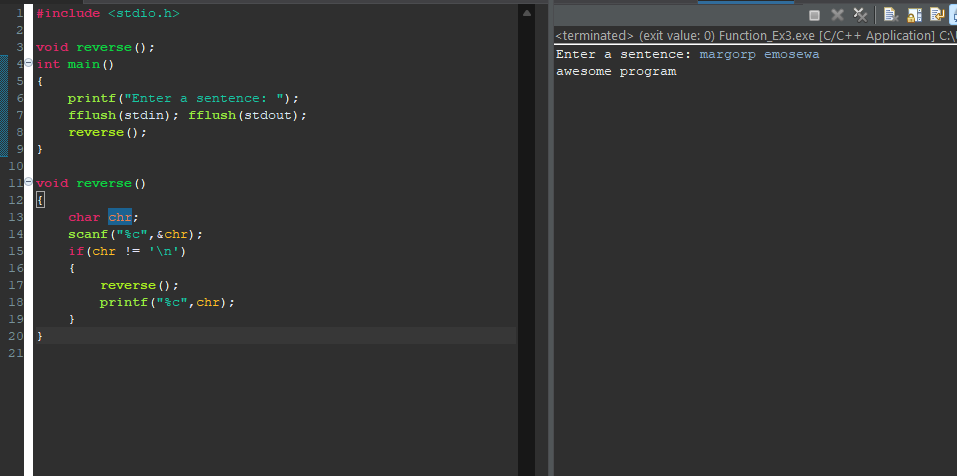 1 #include <stdio.h>
2
3 void reverse();
4 int main()
5 {
6 printf("Enter a sentence: ");
7 fflush(stdin); fflush(stdout);
8 reverse();
9 }
10
11 void reverse()
12 {
13 char chr;
14 scanf("%c",&chr);
15 if(chr != '\n')
16 {
17 reverse();
18 printf("%c",chr);
19 }
20 }
21
<terminated> (exit value: 0) Function_Ex3.exe [C/C++ Application] C:\
Enter a sentence: margorp emosewa
awesome program